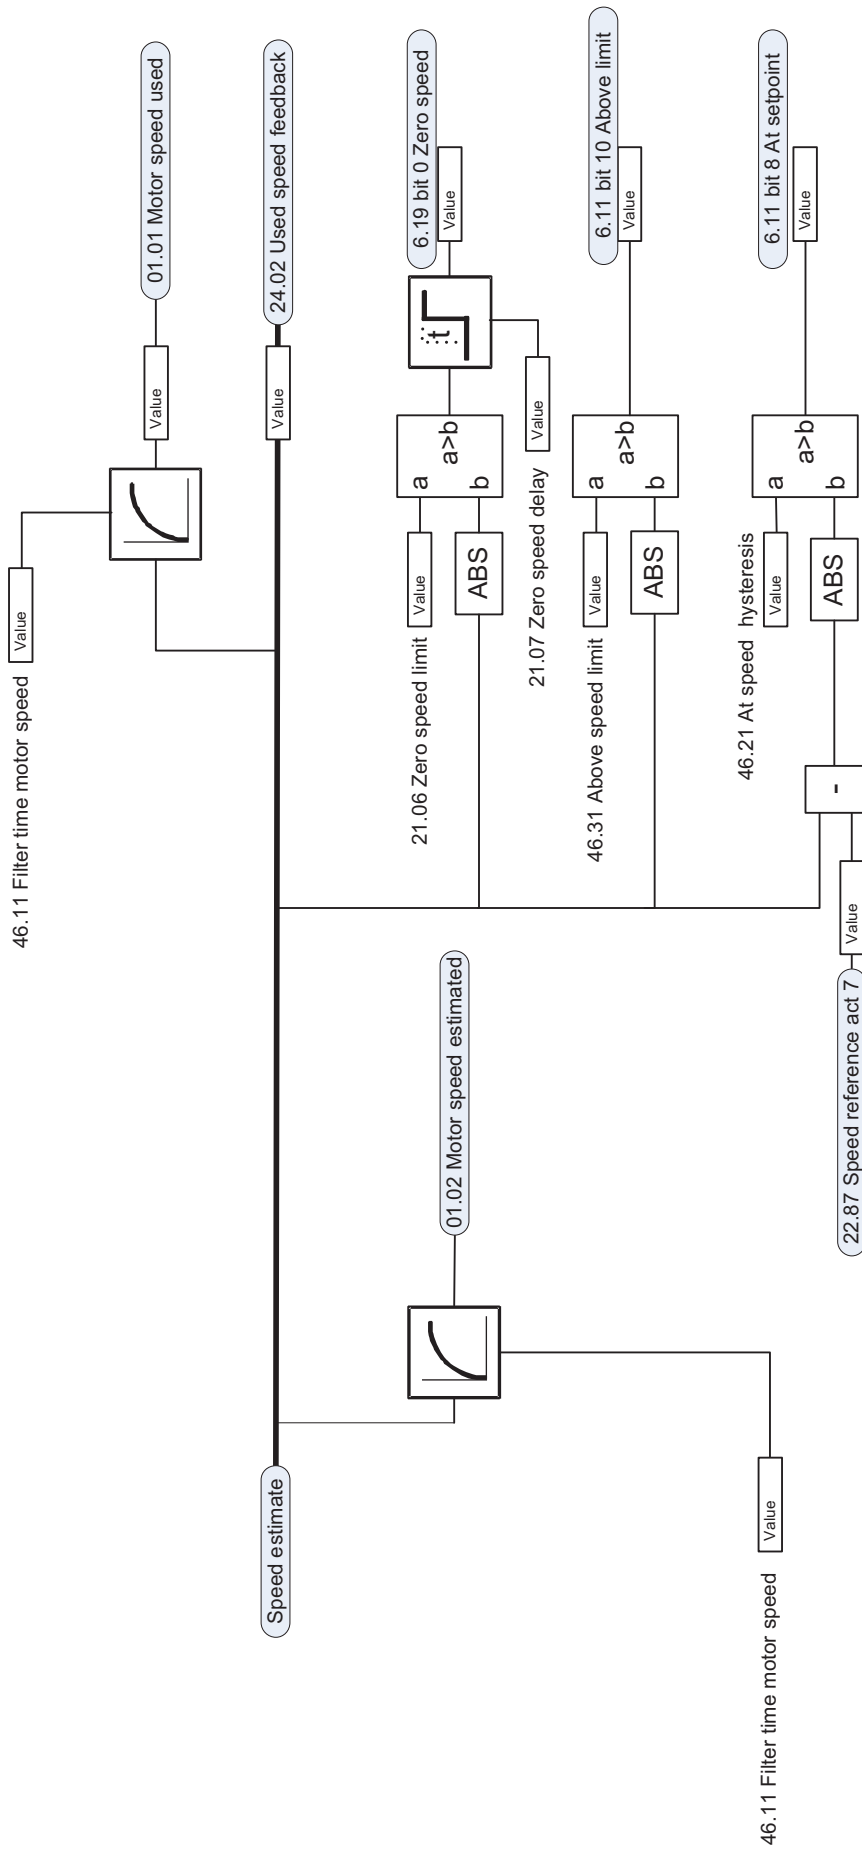 46.11 Filter time motor speed
Value
Value
01.01 Motor speed used
Speed estimate
Value
24.02 Used speed feedback
01.02 Motor speed estimated
46.11 Filter time motor speed
Value
21.06 Zero speed limit
Value
ABS
a
a>b
b
t
Value
6.19 bit 0 Zero speed
21.07 Zero speed delay
Value
46.31 Above speed limit
Value
ABS
a
a>b
b
Value
6.11 bit 10 Above limit
46.21 At speed hysteresis
Value
22.87 Speed reference act 7
Value
-
ABS
a
a>b
b
Value
6.11 bit 8 At setpoint